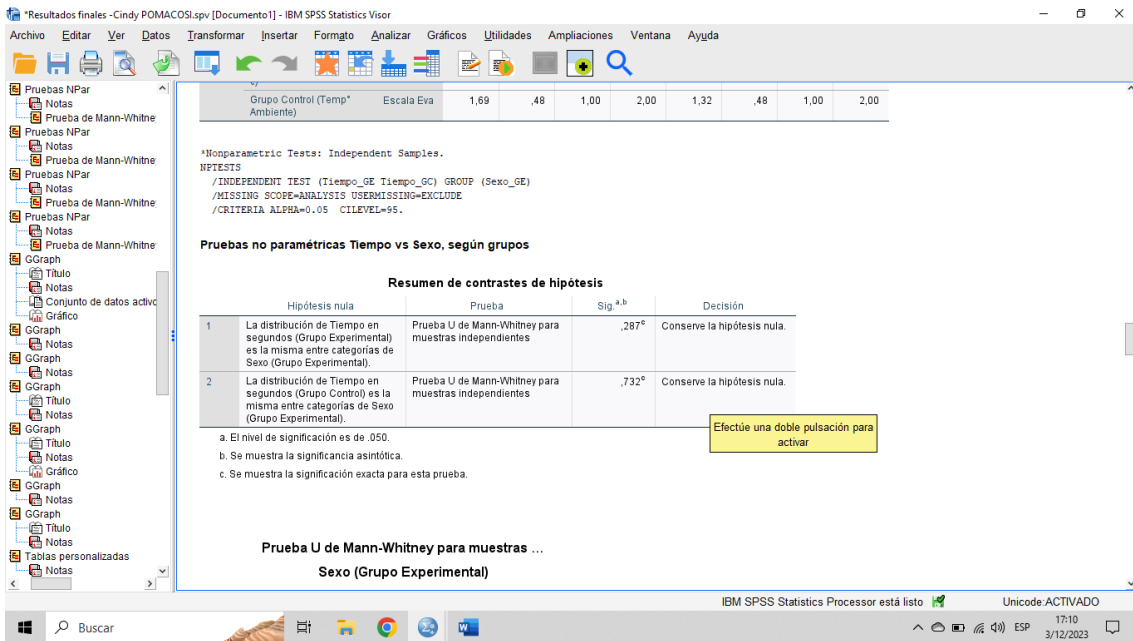 *Resultados finales -Cindy POMACOSI.spv [Documento1] - IBM SPSS Statistics Visor
Archivo Editar Ver Datos Transformar Insertar Formato Analizar Gráficos Utilidades Ampliaciones Ventana Ayuda
Pruebas NPar
Notas
Prueba de Mann-Whitne
Pruebas NPar
Notas
Prueba de Mann-Whitne
Pruebas NPar
Notas
Prueba de Mann-Whitne
Pruebas NPar
Notas
Prueba de Mann-Whitne
GGraph
Título
Notas
Conjunto de datos activo
Gráfico
GGraph
Notas
GGraph
Notas
GGraph
Título
Notas
GGraph
Título
Notas
Gráfico
GGraph
Notas
GGraph
Título
Notas
Tablas personalizadas
Notas
Grupo Control (Temp° Ambiente) Escala Eva 1,69 ,48 1,00 2,00 1,32 ,48 1,00 2,00
*Nonparametric Tests: Independent Samples.
NPTESTS
/INDEPENDENT TEST (Tiempo_GE Tiempo_GC) GROUP (Sexo_GE)
/MISSING SCOPE=ANALYSIS USERMISSING=EXCLUDE
/CRITERIA ALPHA=0.05 CILEVEL=95.
Pruebas no paramétricas Tiempo vs Sexo, según grupos
Resumen de contrastes de hipótesis
Hipótesis nula Prueba Sig.a,b Decisión
1 La distribución de Tiempo en segundos (Grupo Experimental) es la misma entre categorías de Sexo (Grupo Experimental). Prueba U de Mann-Whitney para muestras independientes ,287c Conserve la hipótesis nula.
2 La distribución de Tiempo en segundos (Grupo Control) es la misma entre categorías de Sexo (Grupo Experimental). Prueba U de Mann-Whitney para muestras independientes ,732c Conserve la hipótesis nula.
Efectúe una doble pulsación para
activar
a. El nivel de significación es de .050.
b. Se muestra la significancia asintótica.
c. Se muestra la significación exacta para esta prueba.
Prueba U de Mann-Whitney para muestras ...
Sexo (Grupo Experimental)
IBM SPSS Statistics Processor está listo Unicode:ACTIVADO
Buscar
ESP
17:10
3/12/2023